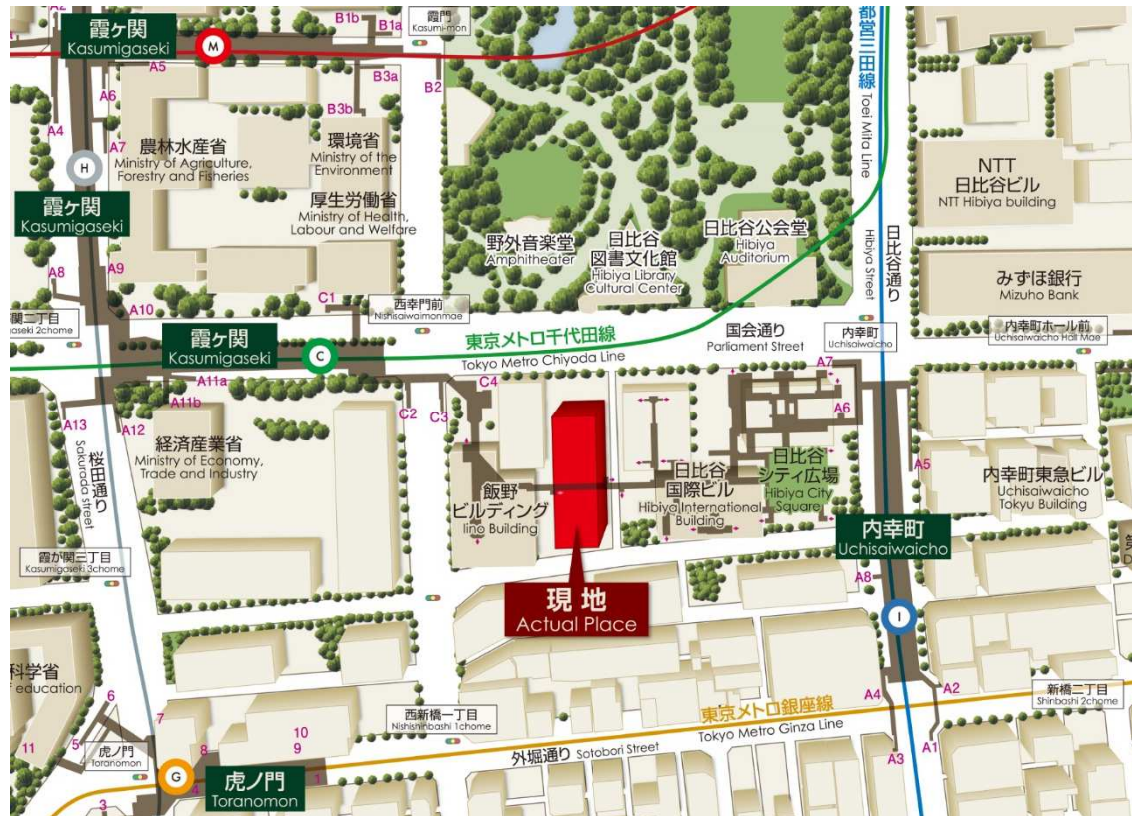 A2
B1b
B1a
霞門
Kasumi-mon
霞ヶ関
Kasumigaseki
M
A5
A6
A4
A7
B3a
B3b
B2
農林水産省
Ministry of Agriculture,
Forestry and Fisheries
環境省
Ministry of the
Environment
厚生労働省
Ministry of Health,
Labour and Welfare
H
霞ヶ関
Kasumigaseki
A8
A9
A10
C1
西幸門前
Nishisaiwaimonmae
野外音楽堂
Amphitheater
日比谷
図書文化館
Hibiya Library
Cultural Center
日比谷公会堂
Hibiya
Auditorium
都営三田線
Toei Mita Line
日比谷通り
Hibiya Street
NTT
日比谷ビル
NTT Hibiya building
みずほ銀行
Mizuho Bank
関二丁目
aseki 2chome
霞ヶ関
Kasumigaseki
C
東京メトロ千代田線
Tokyo Metro Chiyoda Line
国会通り
Parliament Street
内幸町
Uchisaiwaicho
内幸町ホール前
Uchisaiwaicho Hall Mae
A11a
A11b
A13
A12
C2
C3
C4
A7
A6
A5
桜田通り
Sakurada street
経済産業省
Ministry of Economy,
Trade and Industry
飯野
ビルディング
Iino Building
日比谷
国際ビル
Hibiya International
Building
日比谷
シティ広場
Hibiya City
Square
内幸町東急ビル
Uchisaiwaicho
Tokyu Building
第
霞が関三丁目
Kasumigaseki 3chome
内幸町
Uchisaiwaicho
A8
I
現地
Actual Place
科学省
of education
6
7
5
11
虎ノ門
Toranomon
8
10
9
4
1
3
G
虎ノ門
Toranomon
西新橋一丁目
Nishishinbashi 1chome
外堀通り Sotobori Street
東京メトロ銀座線
Tokyo Metro Ginza Line
A4
A2
A3
A1
新橋二丁目
Shinbashi 2chome